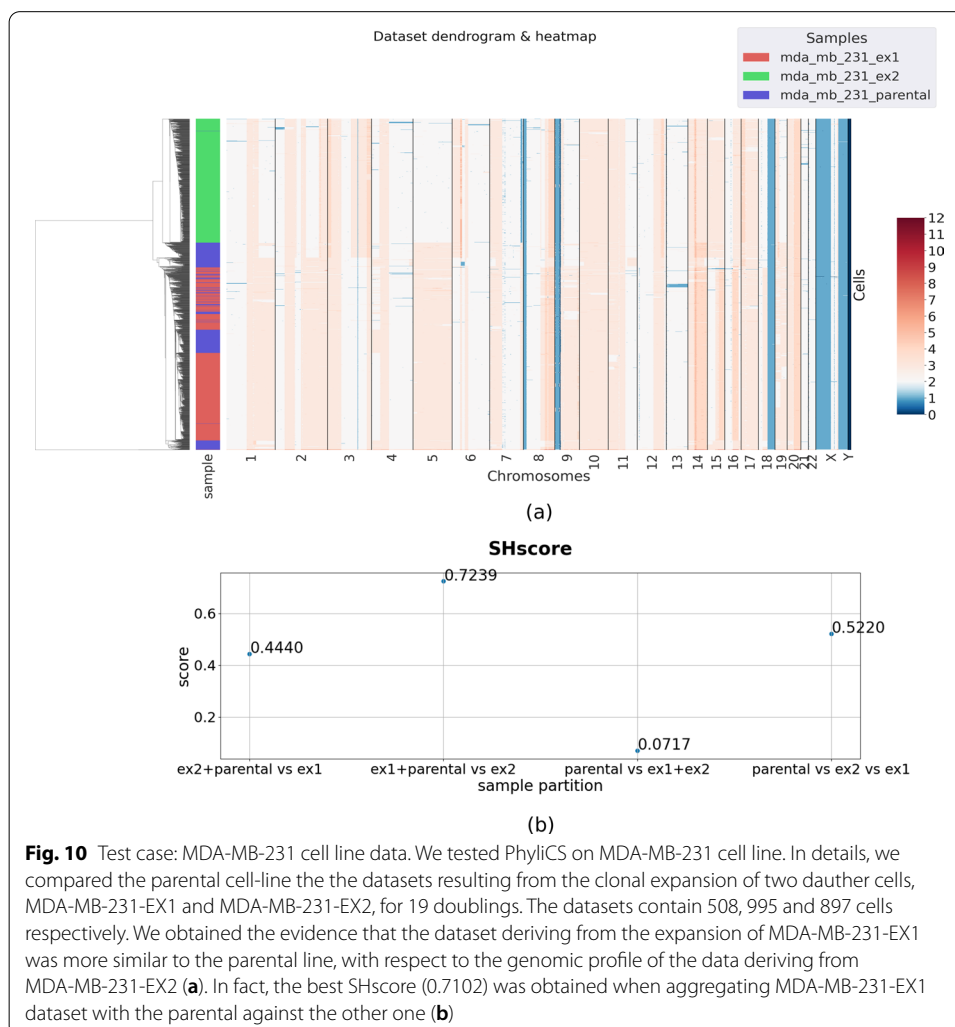 Dataset dendrogram & heatmap
Samples
mda_mb_231_ex1
mda_mb_231_ex2
mda_mb_231_parental
12
11
10
9
8
7
6
5
4
3
2
1
0
Cells
sample
1 2 3 4 5 6 7 8 9 10 11 12 13 14 15 16 17 18 19 20 21 22 X Y
Chromosomes
(a)
SHscore
0.7239
0.6
0.5220
0.4440
0.4
score
0.2
0.0717
ex2+parental vs ex1 ex1+parental vs ex2 parental vs ex1+ex2 parental vs ex2 vs ex1
sample partition
(b)
Fig. 10 Test case: MDA-MB-231 cell line data. We tested PhyliCS on MDA-MB-231 cell line. In details, we
compared the parental cell-line the the datasets resulting from the clonal expansion of two dauther cells,
MDA-MB-231-EX1 and MDA-MB-231-EX2, for 19 doublings. The datasets contain 508, 995 and 897 cells
respectively. We obtained the evidence that the dataset deriving from the expansion of MDA-MB-231-EX1
was more similar to the parental line, with respect to the genomic profile of the data deriving from
MDA-MB-231-EX2 (a). In fact, the best SHscore (0.7102) was obtained when aggregating MDA-MB-231-EX1
dataset with the parental against the other one (b)